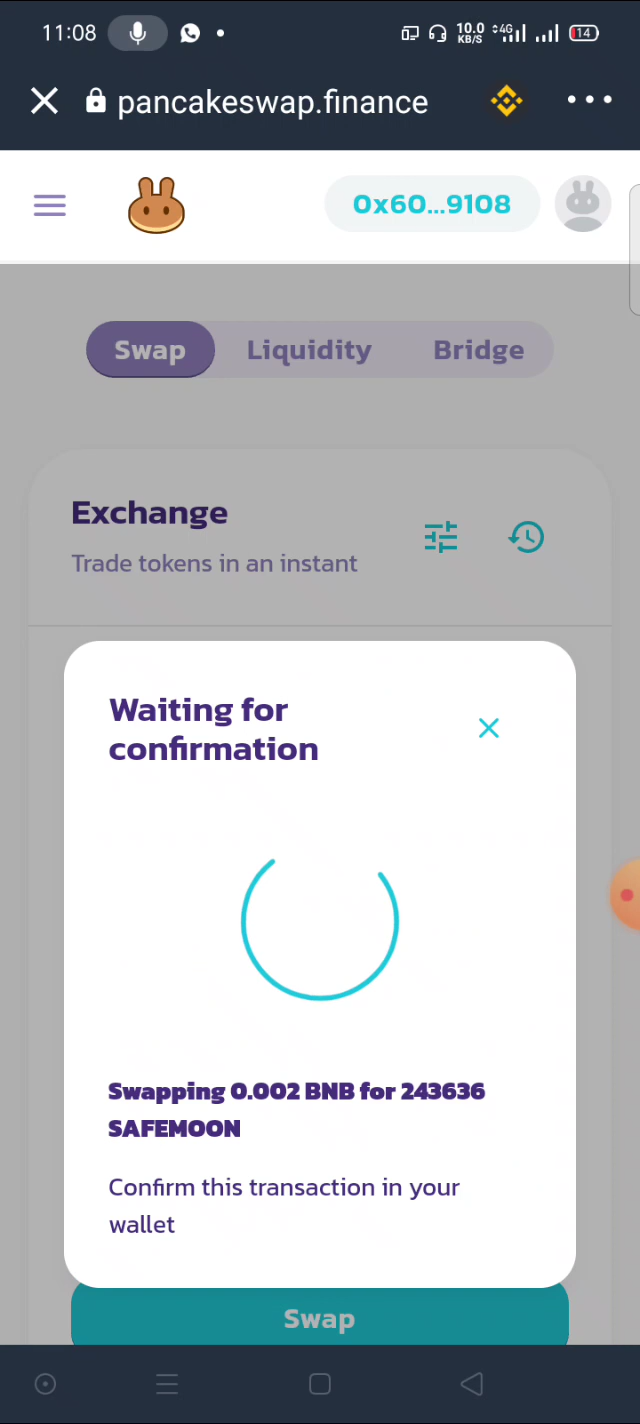 11:08
10.0
KB/S
4G
14
pancakeswap.finance
0x60...9108
Swap Liquidity Bridge
Exchange
Trade tokens in an instant
Waiting for
confirmation
Swapping 0.002 BNB for 243636
SAFEMOON
Confirm this transaction in your
wallet
Swap